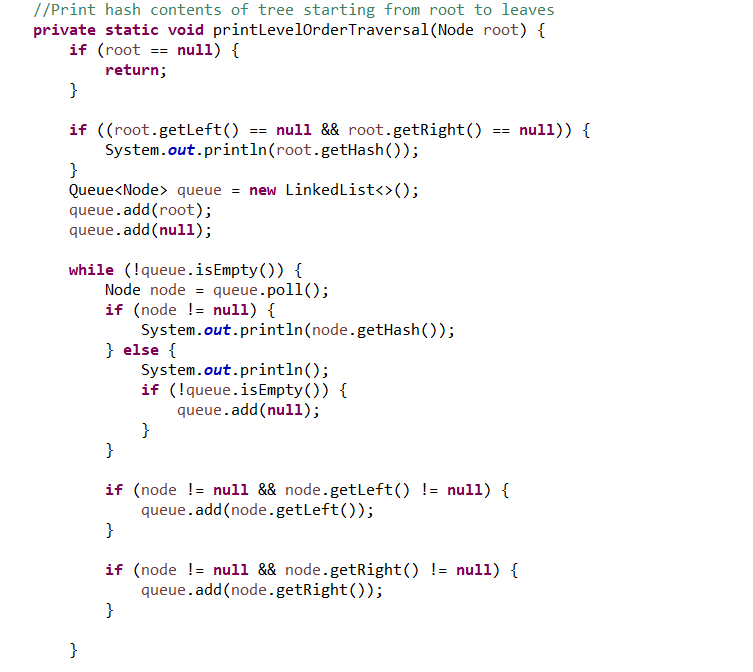 //Print hash contents of tree starting from root to leaves
private static void printLevelOrderTraversal(Node root) {
    if (root == null) {
        return;
    }

    if ((root.getLeft() == null && root.getRight() == null)) {
        System.out.println(root.getHash());
    }
    Queue<Node> queue = new LinkedList<>();
    queue.add(root);
    queue.add(null);

    while (!queue.isEmpty()) {
        Node node = queue.poll();
        if (node != null) {
            System.out.println(node.getHash());
        } else {
            System.out.println();
            if (!queue.isEmpty()) {
                queue.add(null);
            }
        }

        if (node != null && node.getLeft() != null) {
            queue.add(node.getLeft());
        }

        if (node != null && node.getRight() != null) {
            queue.add(node.getRight());
        }

    }